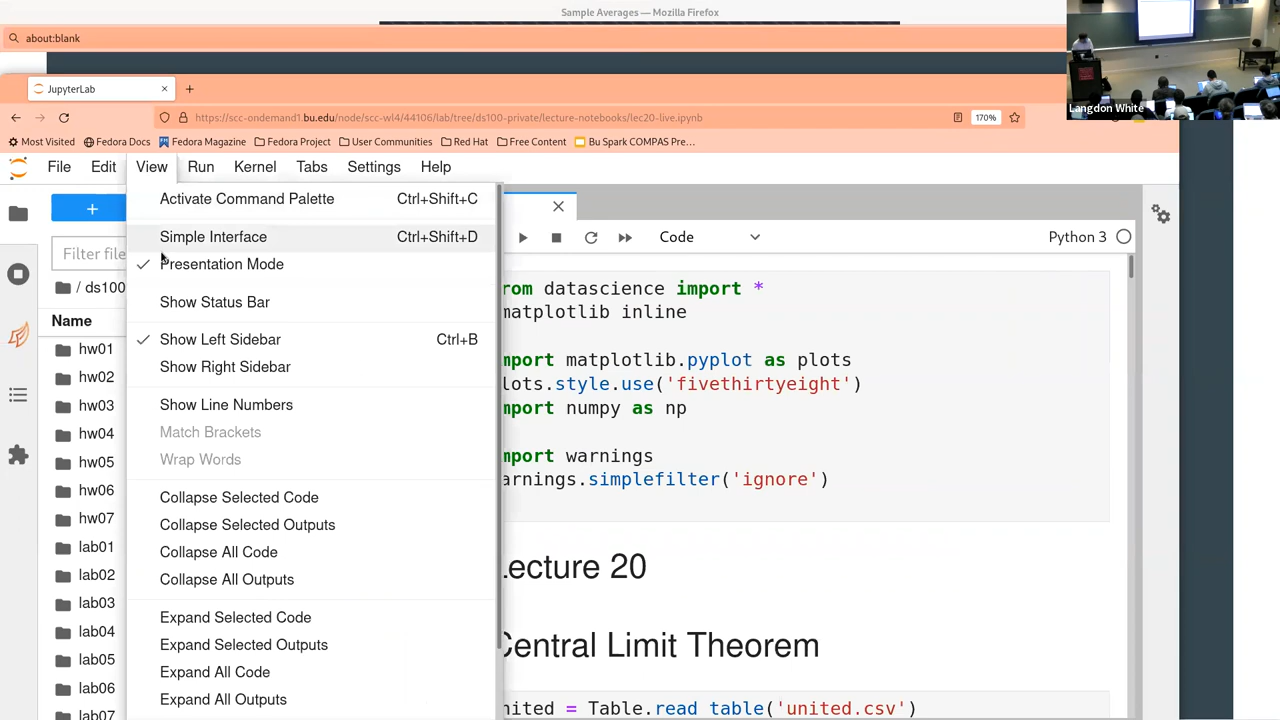 Sample Averages — Mozilla Firefox
about:blank
JupyterLab
https://scc-ondemand1.bu.edu/node/scc-wl4/44106/lab/tree/ds100-private/lecture-notebooks/lec20-live.ipynb
170%
Most Visited
Fedora Docs
Fedora Magazine
Fedora Project
User Communities
Red Hat
Free Content
Bu Spark COMPAS Pre…
Langdon White
File
Edit
View
Run
Kernel
Tabs
Settings
Help
Activate Command Palette Ctrl+Shift+C
Simple Interface Ctrl+Shift+D
Presentation Mode
Show Status Bar
Show Left Sidebar Ctrl+B
Show Right Sidebar
Show Line Numbers
Match Brackets
Wrap Words
Collapse Selected Code
Collapse Selected Outputs
Collapse All Code
Collapse All Outputs
Expand Selected Code
Expand Selected Outputs
Expand All Code
Expand All Outputs
Filter file
/ ds100
Name
hw01
hw02
hw03
hw04
hw05
hw06
hw07
lab01
lab02
lab03
lab04
lab05
lab06
lab07
Code
Python 3
rom datascience import *
matplotlib inline
mport matplotlib.pyplot as plots
lots.style.use('fivethirtyeight')
mport numpy as np
mport warnings
arnings.simplefilter('ignore')
Lecture 20
Central Limit Theorem
nited = Table.read_table('united.csv')